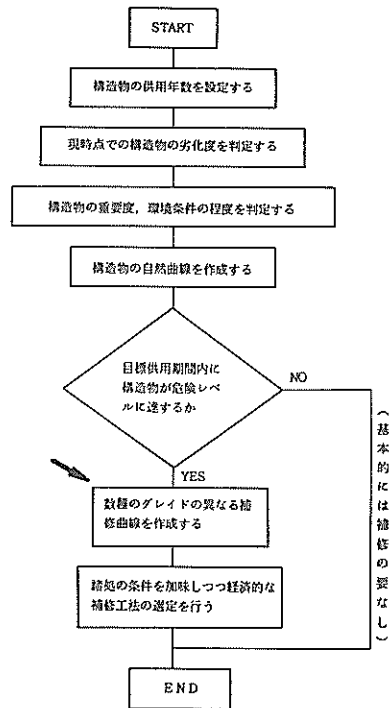 START
構造物の供用年数を設定する
現時点での構造物の劣化度を判定する
構造物の重要度，環境条件の程度を判定する
構造物の自然曲線を作成する
目標供用期間内に
構造物が危険レベ
ルに達するか
NO
YES
（基本的には補修の要なし）
数種のグレイドの異なる補
修曲線を作成する
諸処の条件を加味しつつ経済的な
補修工法の選定を行う
END